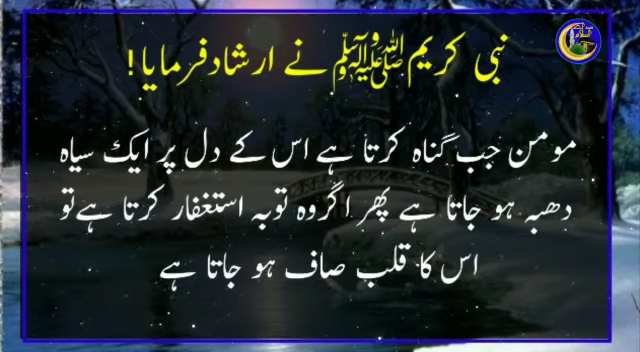 نبی کریم ﷺ نے ارشاد فرمایا!
مومن جب گناہ کرتا ہے اس کے دل پر ایک سیاہ
دھبہ ہو جاتا ہے پھر اگر وہ توبہ استغفار کرتا ہے تو
اس کا قلب صاف ہو جاتا ہے